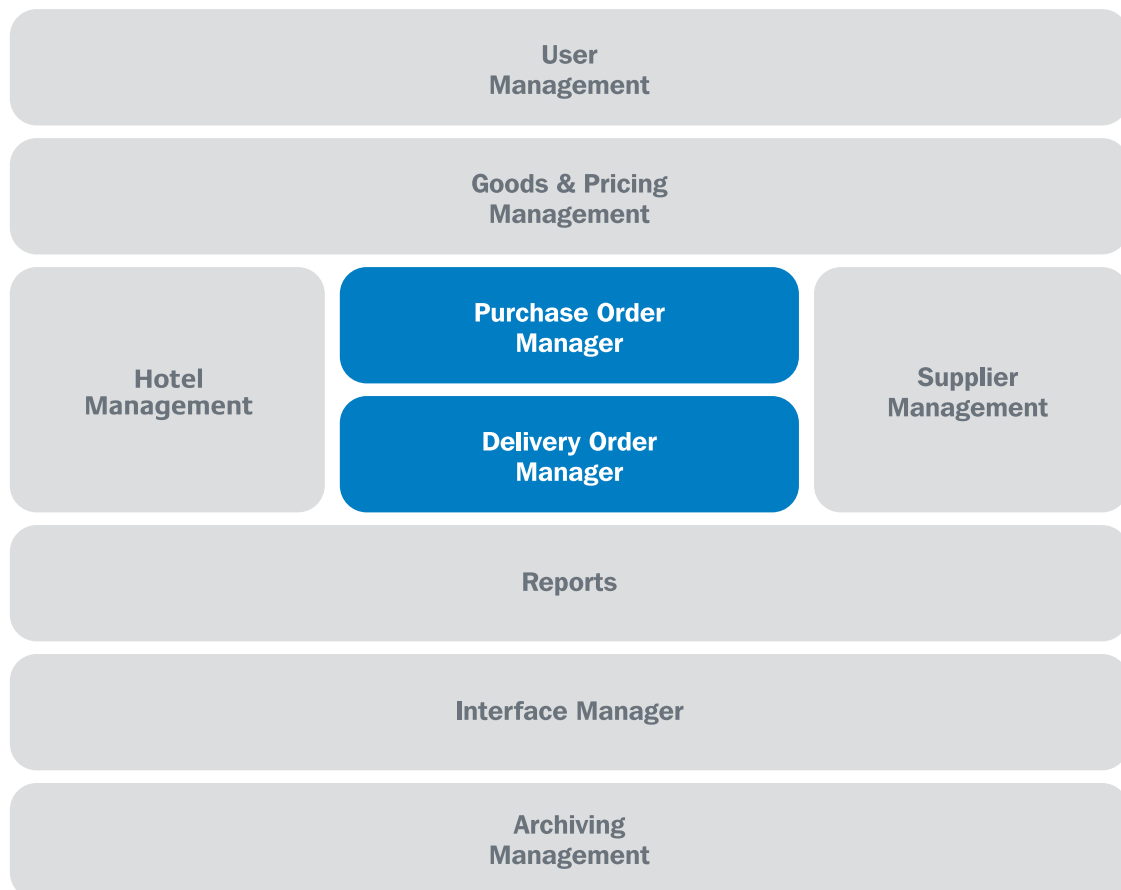 User
Management
Goods & Pricing
Management
Hotel
Management
Purchase Order
Manager
Delivery Order
Manager
Supplier
Management
Reports
Interface Manager
Archiving
Management